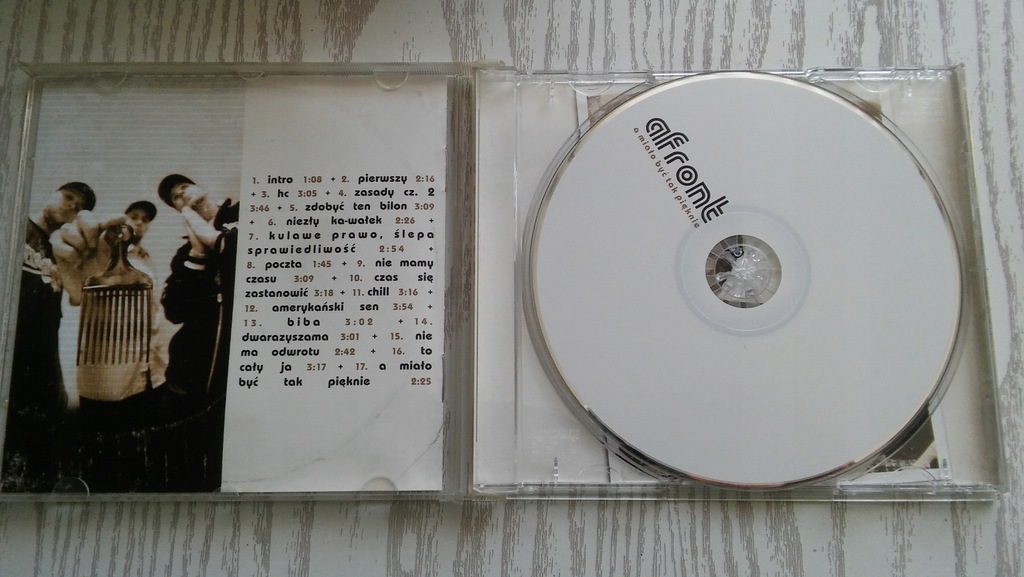 1. intro 1:08 + 2. pierwszy 2:16
+ 3. hc 3:05 + 4. zasady cz. 2
3:46 + 5. zdobyć ten bilon 3:09
+ 6. niezły ka-wałek 2:26 +
7. kulawe prawo, ślepa
sprawiedliwość 2:54 +
8. poczta 1:45 + 9. nie mamy
czasu 3:09 + 10. czas się
zastanowić 3:18 + 11. chill 3:16 +
12. amerykański sen 3:54 +
13. biba 3:02 + 14.
dwarazyszama 3:01 + 15. nie
ma odwrotu 2:42 + 16. to
cały ja 3:17 + 17. a miało
być tak pięknie 2:25
afront
a miało być tak pięknie